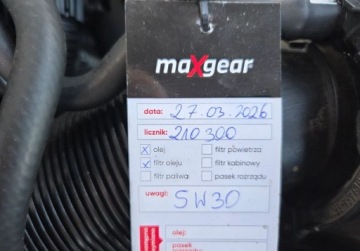 maXgear
data: 27.03.2026
licznik: 210 300
olej filtr powietrza
filtr oleju filtr kabinowy
filtr paliwa pasek rozrządu
uwagi: 5W30
olej:
pasek